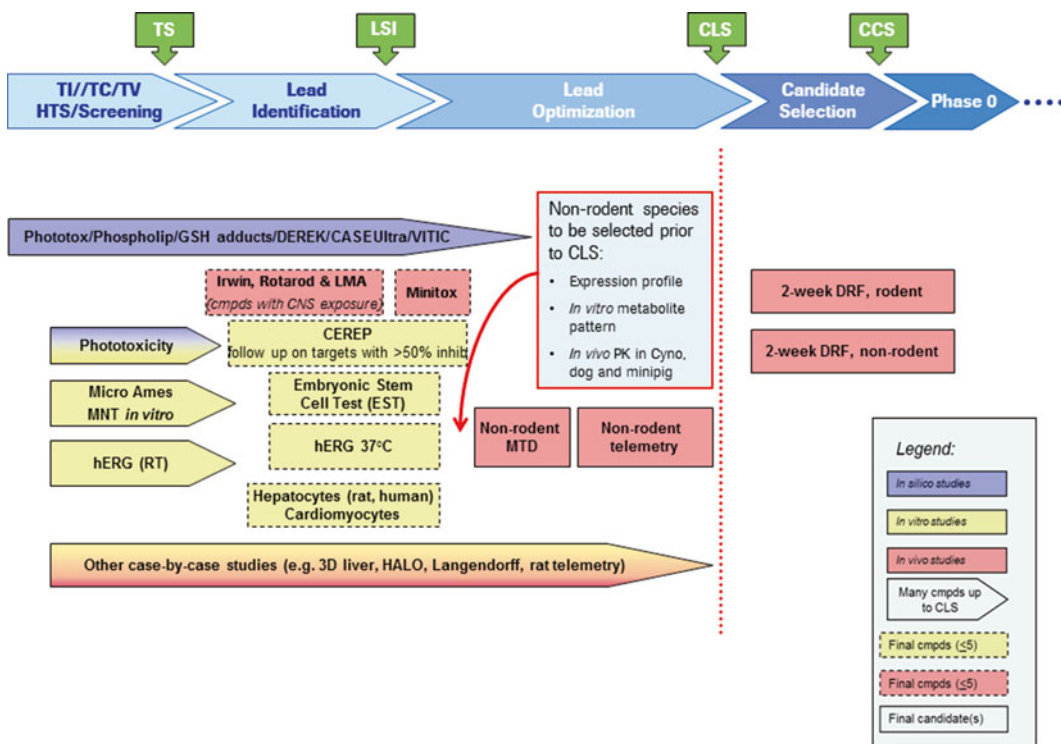 TS
LSI
CLS
CCS
TI//TC/TV
HTS/Screening
Lead
Identification
Lead
Optimization
Candidate
Selection
Phase 0
Phototox/Phospholip/GSH adducts/DEREK/CASEUltra/VITIC
Non-rodent species
to be selected prior
to CLS:
• Expression profile
• In vitro metabolite
pattern
• In vivo PK in Cyno,
dog and minipig
Irwin, Rotarod & LMA
(cmpds with CNS exposure)
Minitox
2-week DRF, rodent
Phototoxicity
CEREP
follow up on targets with >50% inhib
2-week DRF, non-rodent
Micro Ames
MNT in vitro
Embryonic Stem
Cell Test (EST)
Non-rodent
MTD
Non-rodent
telemetry
hERG (RT)
hERG 37°C
Hepatocytes (rat, human)
Cardiomyocytes
Other case-by-case studies (e.g. 3D liver, HALO, Langendorff, rat telemetry)
Legend:
In silico studies
In vitro studies
In vivo studies
Many cmpds up
to CLS
Final cmpds (≤5)
Final cmpds (≤5)
Final candidate(s)